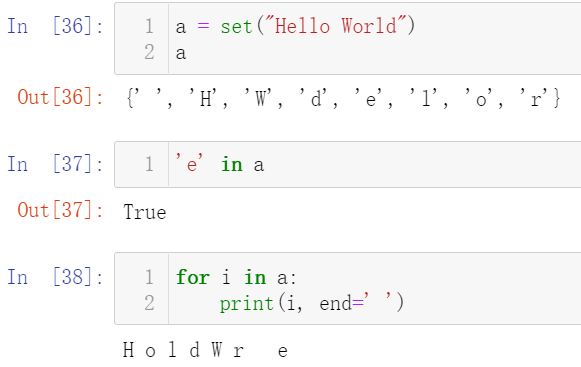 In [36]: 1 a = set("Hello World")
2 a
Out[36]: {' ', 'H', 'W', 'd', 'e', 'l', 'o', 'r'}
In [37]: 1 'e' in a
Out[37]: True
In [38]: 1 for i in a:
2     print(i, end=' ')
H o l d W r   e